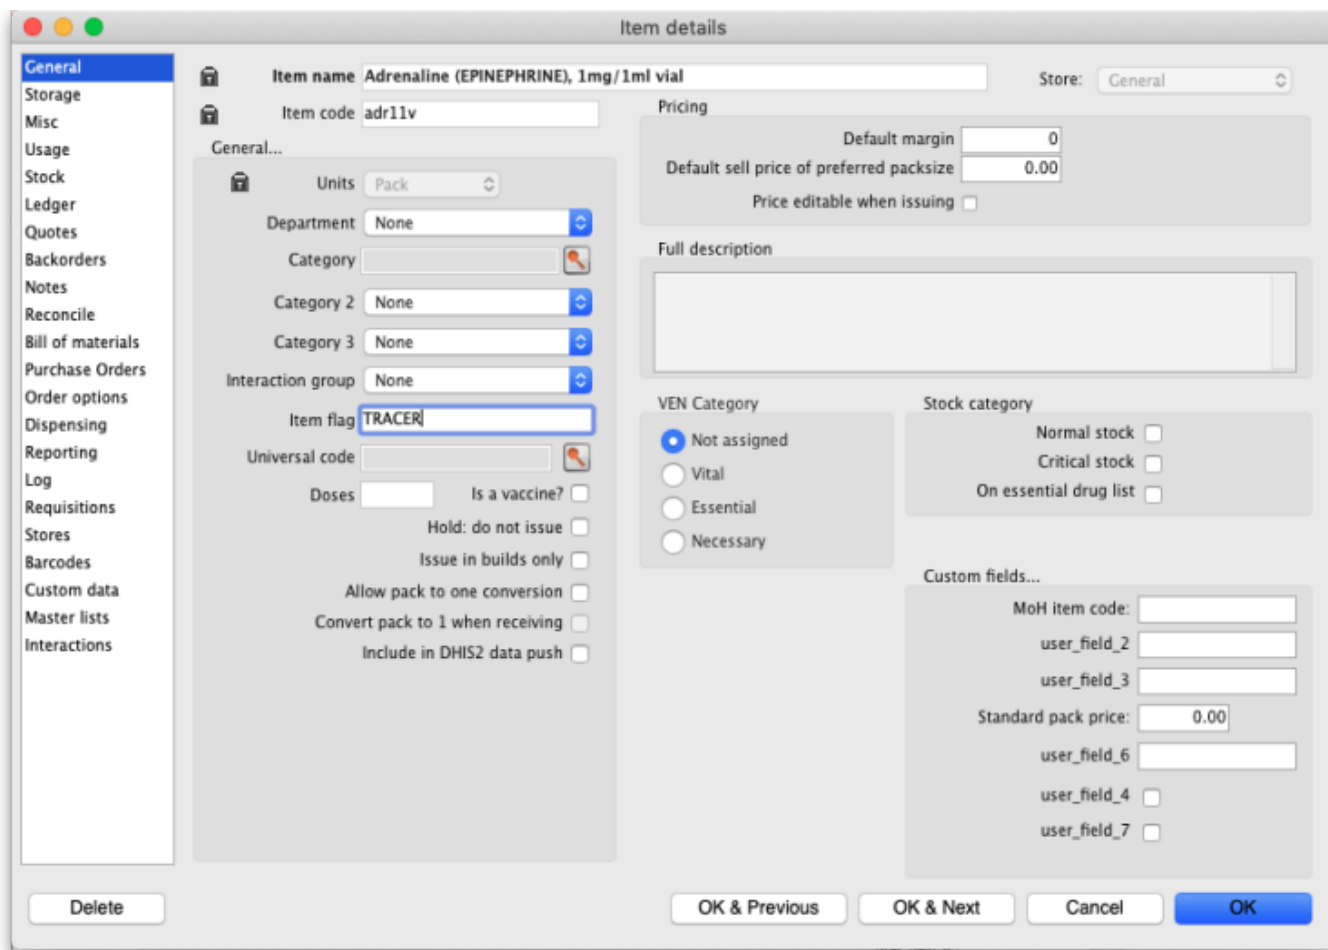 Item details
General
Storage
Misc
Usage
Stock
Ledger
Quotes
Backorders
Notes
Reconcile
Bill of materials
Purchase Orders
Order options
Dispensing
Reporting
Log
Requisitions
Stores
Barcodes
Custom data
Master lists
Interactions
Item name Adrenaline (EPINEPHRINE), 1mg/1ml vial
Store: General
Item code adr11v
General...
Units Pack
Department None
Category
Category 2 None
Category 3 None
Interaction group None
Item flag TRACER
Universal code
Doses Is a vaccine?
Hold: do not issue
Issue in builds only
Allow pack to one conversion
Convert pack to 1 when receiving
Include in DHIS2 data push
Pricing
Default margin 0
Default sell price of preferred packsize 0.00
Price editable when issuing
Full description
VEN Category
Not assigned
Vital
Essential
Necessary
Stock category
Normal stock
Critical stock
On essential drug list
Custom fields...
MoH item code:
user_field_2
user_field_3
Standard pack price: 0.00
user_field_6
user_field_4
user_field_7
Delete
OK & Previous
OK & Next
Cancel
OK